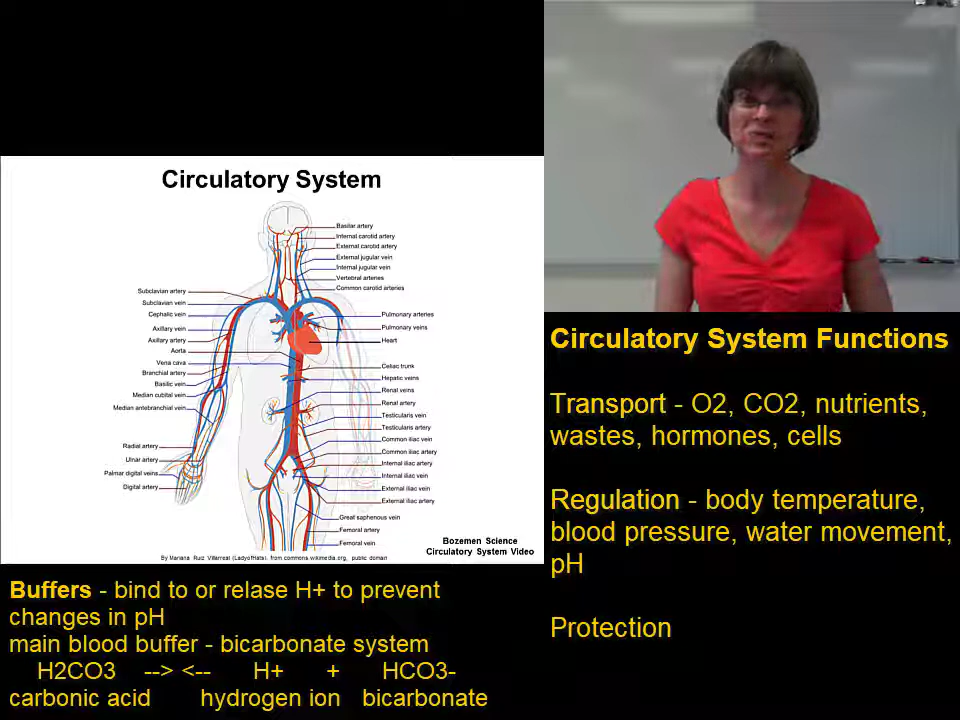 Circulatory System
Basilar artery
Internal carotid artery
External carotid artery
External jugular vein
Internal jugular vein
Vertebral arteries
Common carotid arteries
Subclavian artery
Subclavian vein
Cephalic vein
Axillary vein
Axillary artery
Aorta
Vena cava
Branchial artery
Basilic vein
Median cubital vein
Median antebranchial vein
Radial artery
Ulnar artery
Palmar digital veins
Digital artery
Pulmonary arteries
Pulmonary veins
Heart
Celiac trunk
Hepatic veins
Renal veins
Renal artery
Testicularis vein
Testicularis artery
Common iliac vein
Common iliac artery
Internal iliac artery
Internal iliac vein
External iliac vein
External iliac artery
Great saphenous vein
Femoral artery
Femoral vein
Bozemen Science
Circulatory System Video
By Mariana Ruiz Villarreal (LadyofHats), from commons.wikimedia.org, public domain
Buffers - bind to or relase H+ to prevent
changes in pH
main blood buffer - bicarbonate system
H2CO3 --> <-- H+ + HCO3-
carbonic acid hydrogen ion bicarbonate
Circulatory System Functions
Transport - O2, CO2, nutrients,
wastes, hormones, cells
Regulation - body temperature,
blood pressure, water movement,
pH
Protection